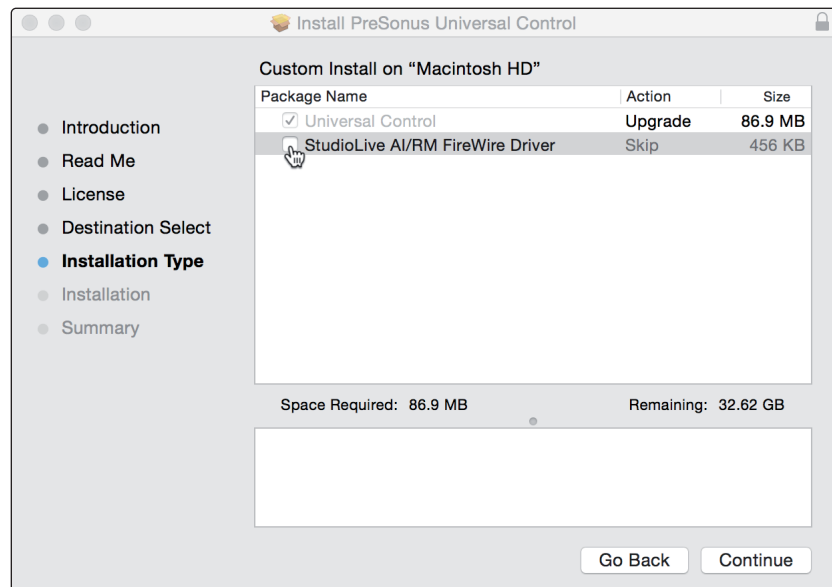 Install PreSonus Universal Control
Custom Install on “Macintosh HD”
Package Name Action Size
Universal Control Upgrade 86.9 MB
StudioLive AI/RM FireWire Driver Skip 456 KB
Introduction
Read Me
License
Destination Select
Installation Type
Installation
Summary
Space Required: 86.9 MB Remaining: 32.62 GB
Go Back Continue